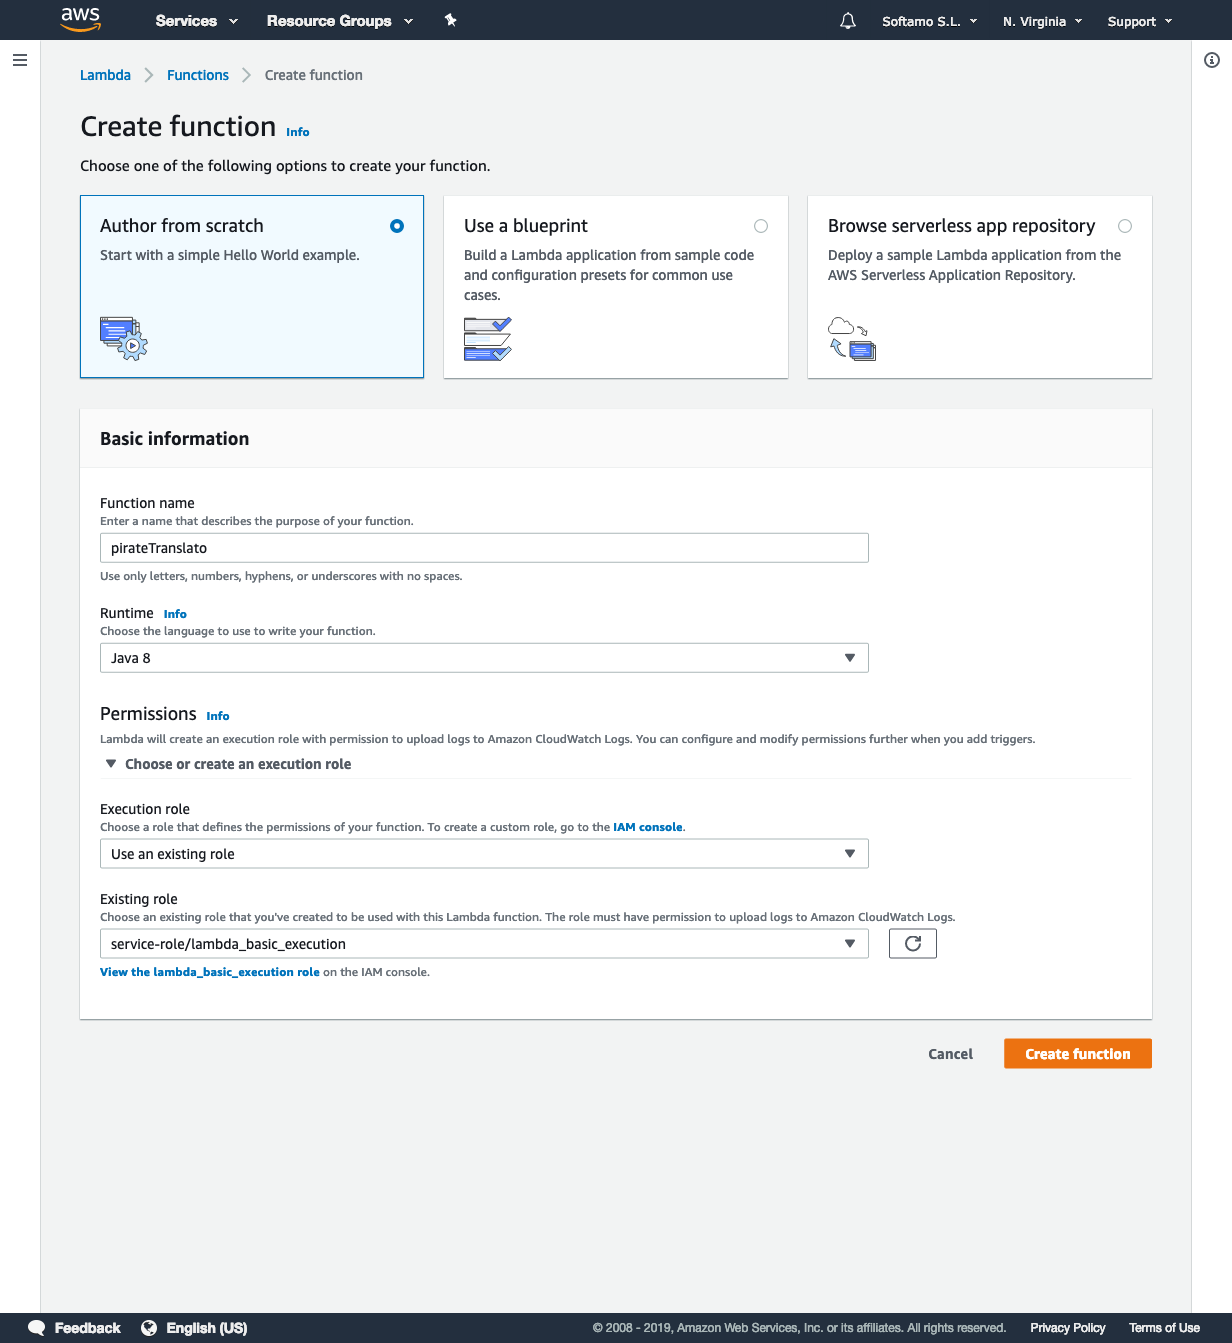 aws
Services
Resource Groups
Softamo S.L.
N. Virginia
Support
Lambda
Functions
Create function
Create function Info
Choose one of the following options to create your function.
Author from scratch
Start with a simple Hello World example.
Use a blueprint
Build a Lambda application from sample code
and configuration presets for common use
cases.
Browse serverless app repository
Deploy a sample Lambda application from the
AWS Serverless Application Repository.
Basic information
Function name
Enter a name that describes the purpose of your function.
pirateTranslato
Use only letters, numbers, hyphens, or underscores with no spaces.
Runtime Info
Choose the language to use to write your function.
Java 8
Permissions Info
Lambda will create an execution role with permission to upload logs to Amazon CloudWatch Logs. You can configure and modify permissions further when you add triggers.
Choose or create an execution role
Execution role
Choose a role that defines the permissions of your function. To create a custom role, go to the IAM console.
Use an existing role
Existing role
Choose an existing role that you've created to be used with this Lambda function. The role must have permission to upload logs to Amazon CloudWatch Logs.
service-role/lambda_basic_execution
View the lambda_basic_execution role on the IAM console.
Cancel
Create function
Feedback
English (US)
© 2008 - 2019, Amazon Web Services, Inc. or its affiliates. All rights reserved.
Privacy Policy
Terms of Use